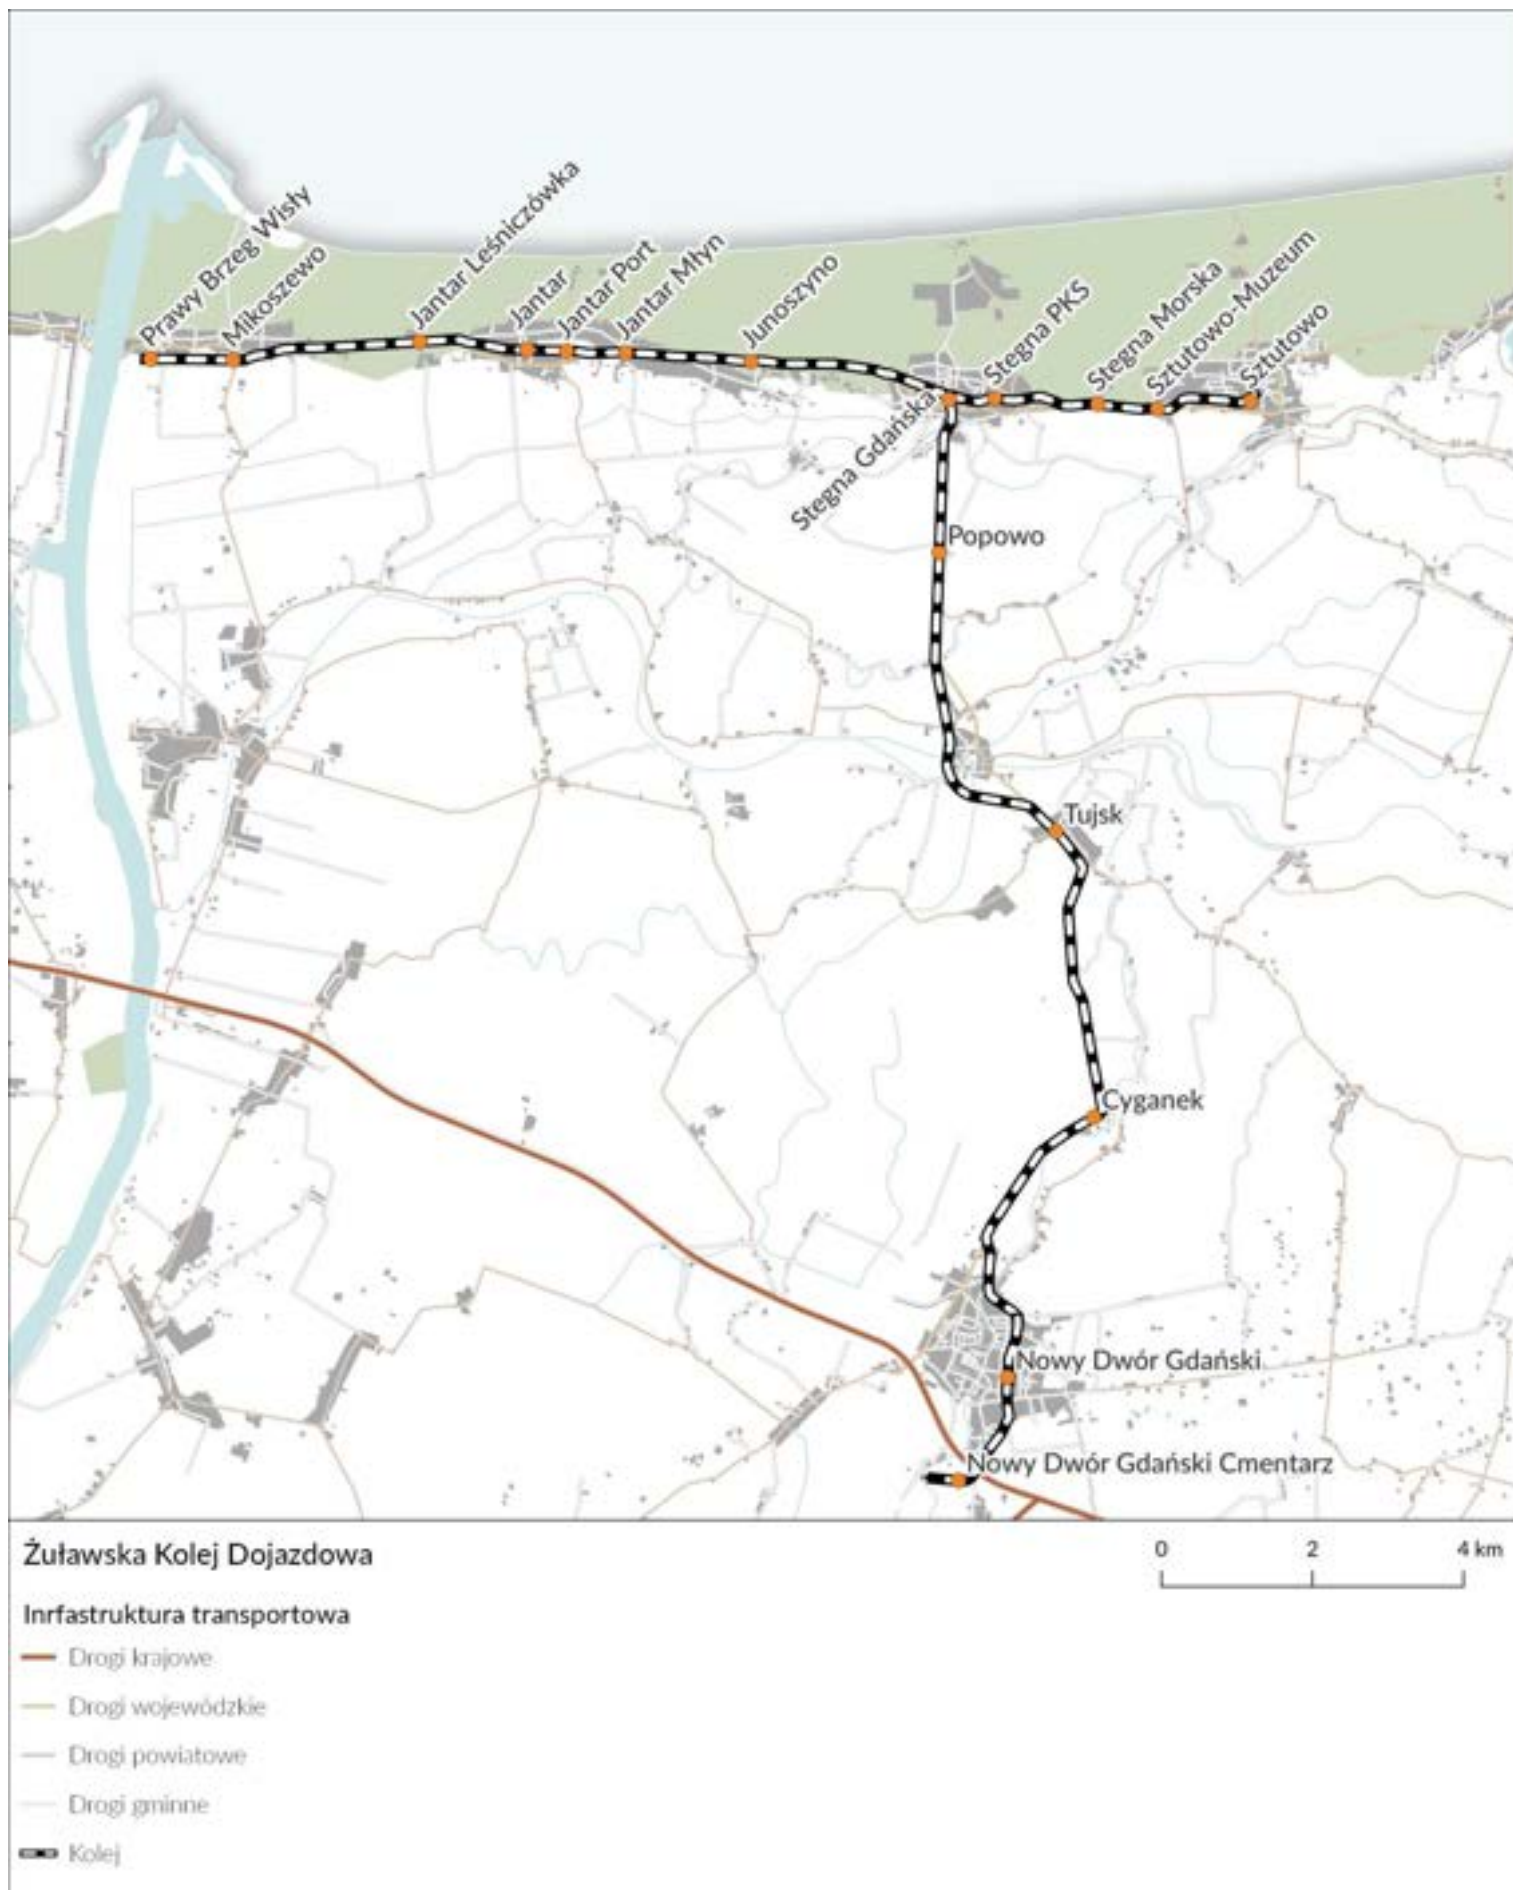 Prawy Brzeg Wisły
Mikoszewo
Jantar Leśniczówka
Jantar
Jantar Port
Jantar Młyn
Junoszyno
Stegna Gdańska
Stegna PKS
Stegna Morska
Sztutowo-Muzeum
Sztutowo
Popowo
Tujsk
Cyganek
Nowy Dwór Gdański
Nowy Dwór Gdański Cmentarz
Żuławska Kolej Dojazdowa
0 2 4 km
Inrfastruktura transportowa
Drogi krajowe
Drogi wojewódzkie
Drogi powiatowe
Drogi gminne
Kolej